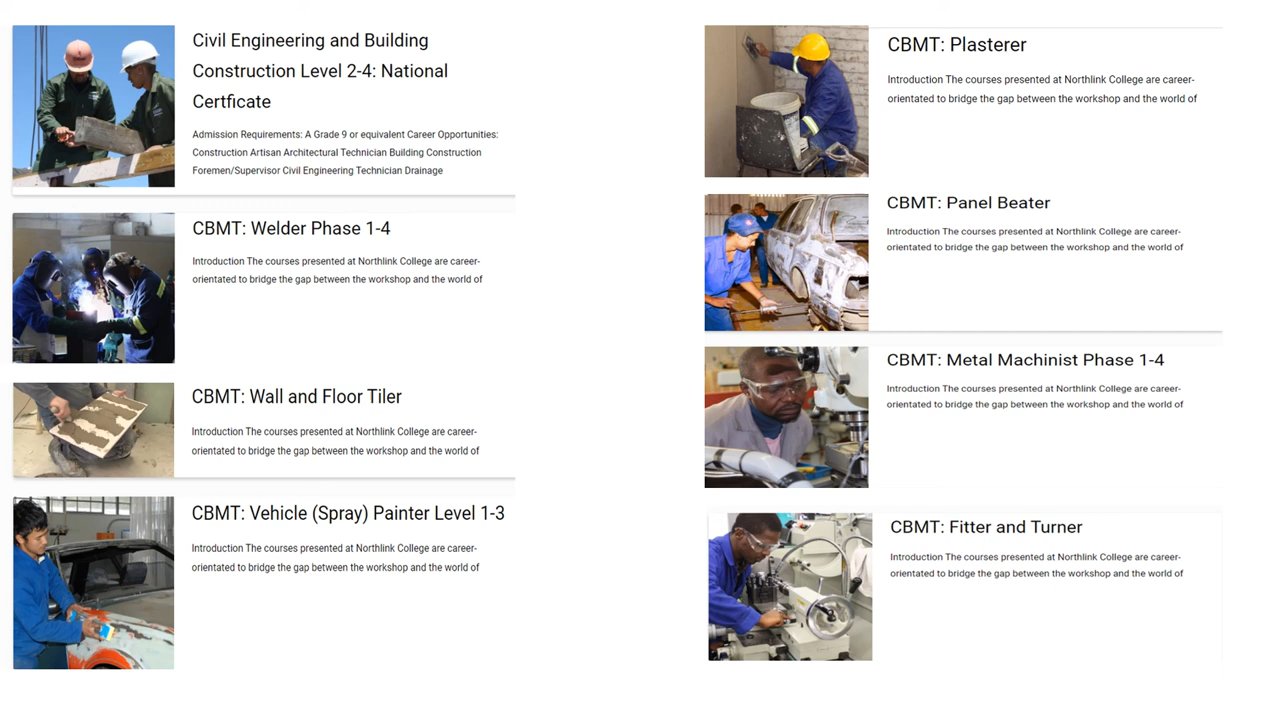 Civil Engineering and Building
Construction Level 2-4: National
Certficate
Admission Requirements: A Grade 9 or equivalent Career Opportunities:
Construction Artisan Architectural Technician Building Construction
Foremen/Supervisor Civil Engineering Technician Drainage
CBMT: Welder Phase 1-4
Introduction The courses presented at Northlink College are career-
orientated to bridge the gap between the workshop and the world of
CBMT: Wall and Floor Tiler
Introduction The courses presented at Northlink College are career-
orientated to bridge the gap between the workshop and the world of
CBMT: Vehicle (Spray) Painter Level 1-3
Introduction The courses presented at Northlink College are career-
orientated to bridge the gap between the workshop and the world of
CBMT: Plasterer
Introduction The courses presented at Northlink College are career-
orientated to bridge the gap between the workshop and the world of
CBMT: Panel Beater
Introduction The courses presented at Northlink College are career-
orientated to bridge the gap between the workshop and the world of
CBMT: Metal Machinist Phase 1-4
Introduction The courses presented at Northlink College are career-
orientated to bridge the gap between the workshop and the world of
CBMT: Fitter and Turner
Introduction The courses presented at Northlink College are career-
orientated to bridge the gap between the workshop and the world of